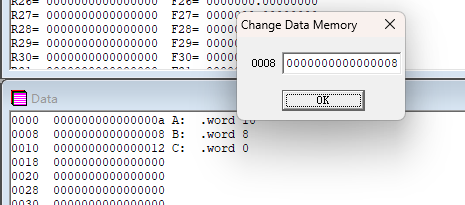 R26= 0000000000000000 F26= 00000000.00000000
R27= 0000000000000000 F27=
R28= 0000000000000000 F28=
R29= 0000000000000000 F29=
R30= 0000000000000000 F30=
Change Data Memory
0008 0000000000000008
OK
Data
0000 000000000000000a A: .word 10
0008 0000000000000008 B: .word 8
0010 0000000000000012 C: .word 0
0018 0000000000000000
0020 0000000000000000
0028 0000000000000000
0030 0000000000000000